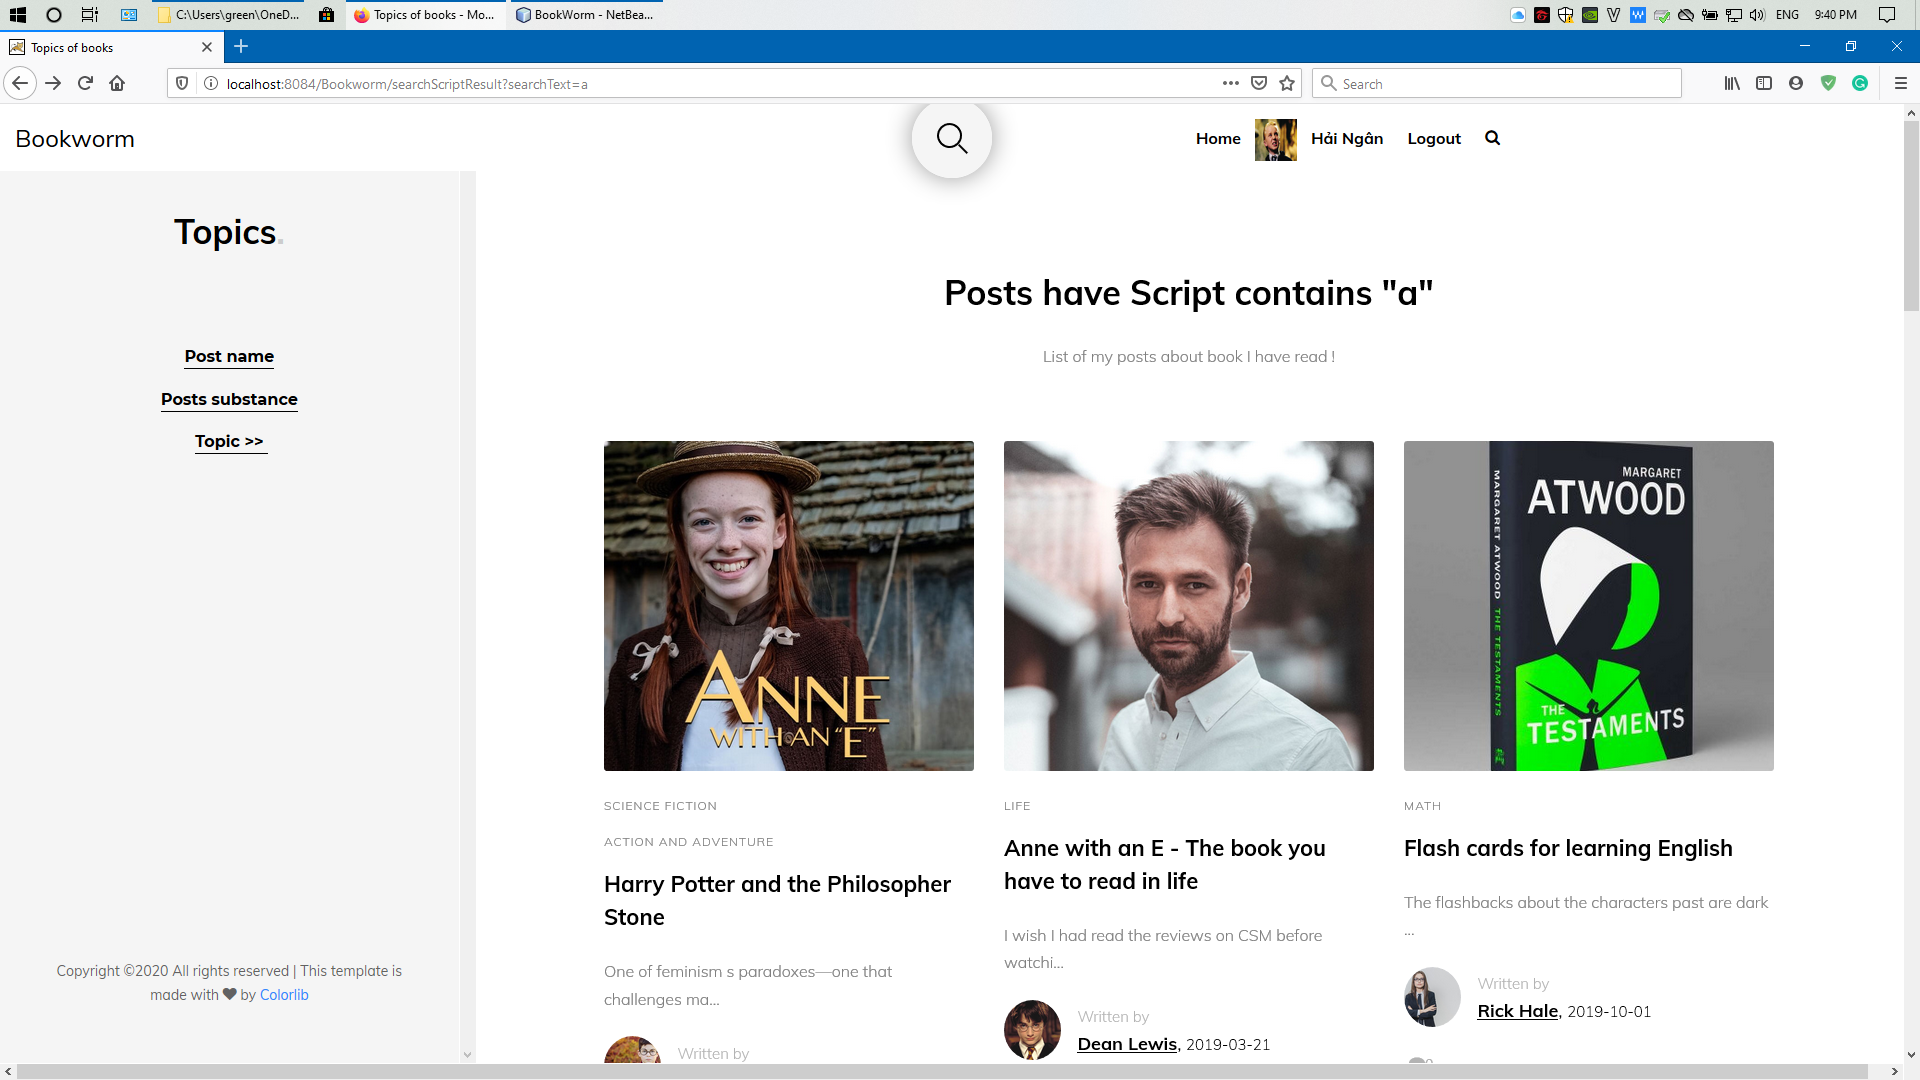 C:\Users\green\OneD...
Topics of books - Mo...
BookWorm - NetBea...
ENG
9:40 PM
Topics of books
localhost:8084/Bookworm/searchScriptResult?searchText=a
Search
Bookworm
Home
Hải Ngân
Logout
Topics.
Post name
Posts substance
Topic >>
Copyright ©2020 All rights reserved | This template is
made with ♥ by Colorlib
Posts have Script contains "a"
List of my posts about book I have read !
ANNE
WITH AN "E"
SCIENCE FICTION
ACTION AND ADVENTURE
Harry Potter and the Philosopher
Stone
One of feminism s paradoxes—one that
challenges ma...
Written by
LIFE
Anne with an E - The book you
have to read in life
I wish I had read the reviews on CSM before
watchi...
Written by
Dean Lewis, 2019-03-21
MARGARET
ATWOOD
MARGARET ATWOOD THE TESTAMENTS
THE
TESTAMENTS
MATH
Flash cards for learning English
The flashbacks about the characters past are dark
...
Written by
Rick Hale, 2019-10-01